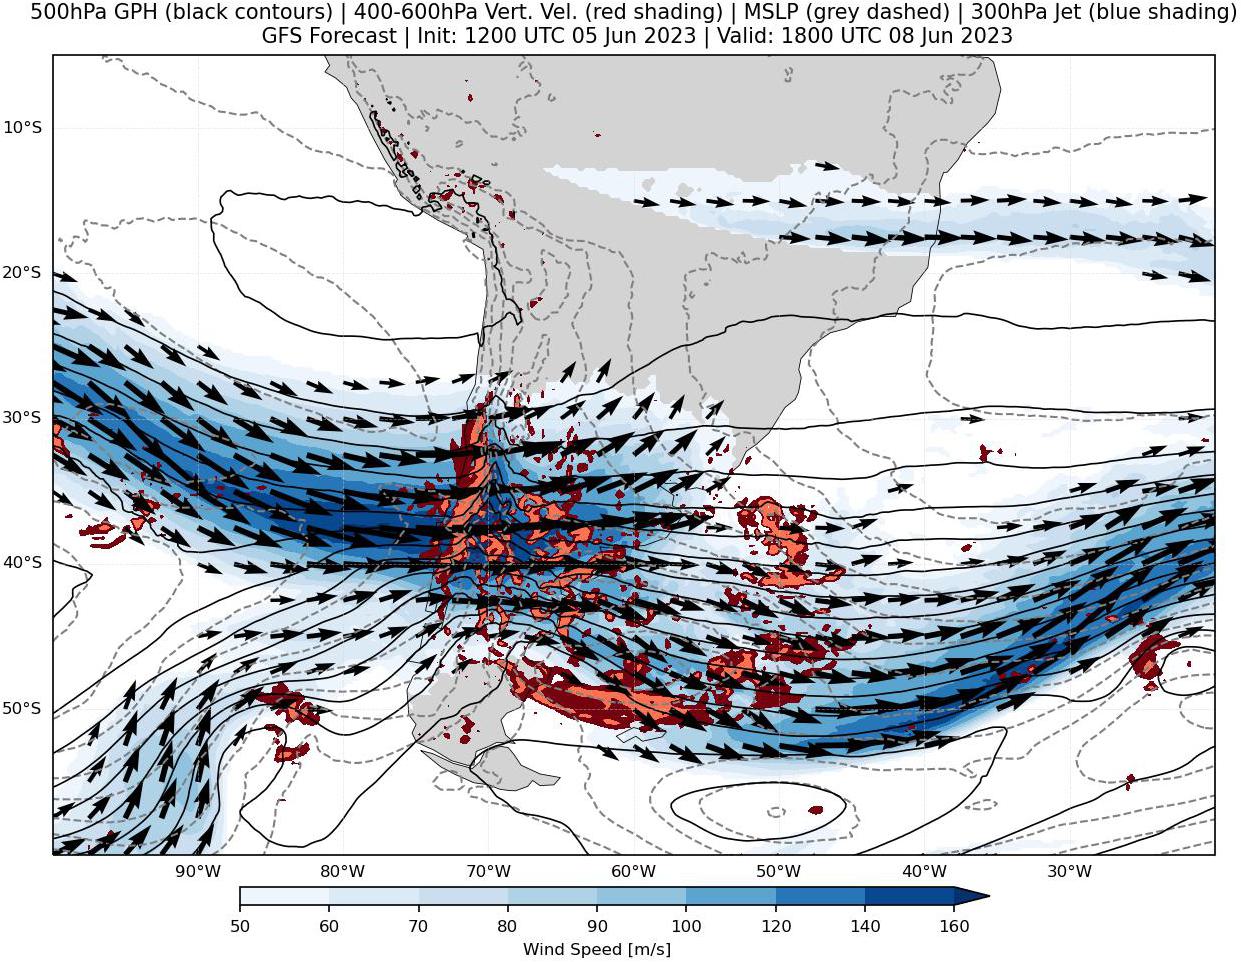 500hPa GPH (black contours) | 400-600hPa Vert. Vel. (red shading) | MSLP (grey dashed) | 300hPa Jet (blue shading)
GFS Forecast | Init: 1200 UTC 05 Jun 2023 | Valid: 1800 UTC 08 Jun 2023
10°S
20°S
30°S
40°S
50°S
90°W 80°W 70°W 60°W 50°W 40°W 30°W
50 60 70 80 90 100 120 140 160
Wind Speed [m/s]